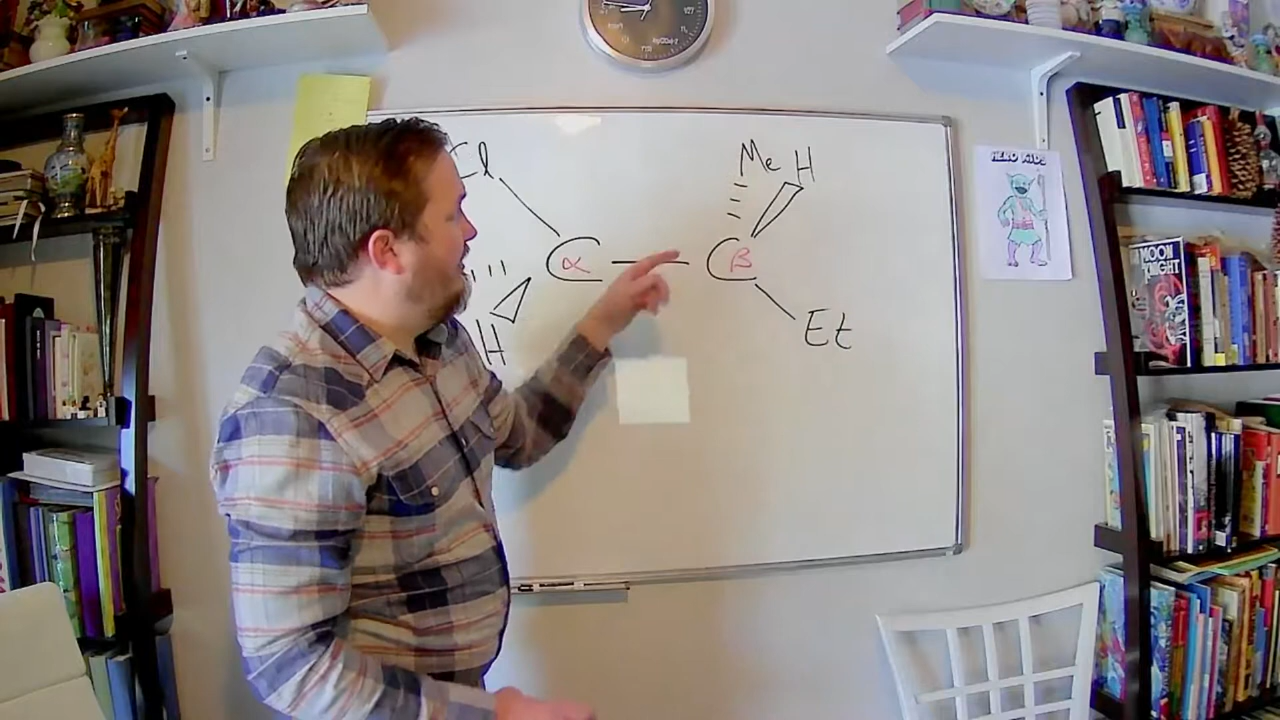 Cl
Me H
C α
C β
H
Et
HERO KIDS
MOON
KNIGHT